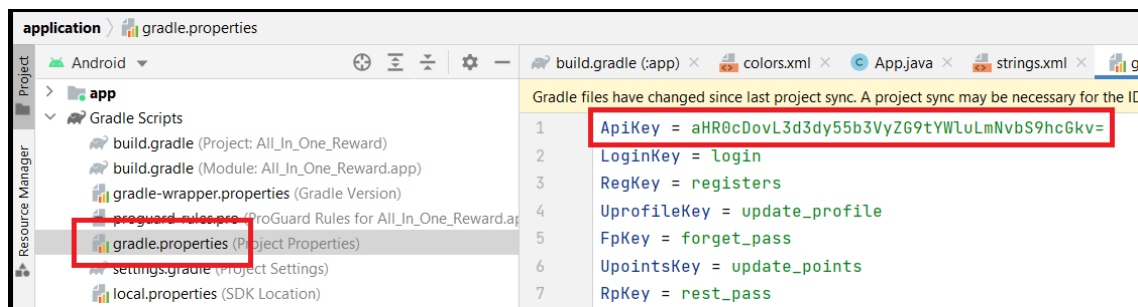 application > gradle.properties
Project
Resource Manager
Android
app
Gradle Scripts
build.gradle (Project: All_In_One_Reward)
build.gradle (Module: All_In_One_Reward.app)
gradle-wrapper.properties (Gradle Version)
proguard-rules.pro (ProGuard Rules for All_In_One_Reward.ap
gradle.properties (Project Properties)
settings.gradle (Project Settings)
local.properties (SDK Location)
build.gradle (:app) colors.xml App.java strings.xml g
Gradle files have changed since last project sync. A project sync may be necessary for the ID
1 ApiKey = aHR0cDovL3d3dy55b3VyZG9tYWluLmNvbS9hcGkv=
2 LoginKey = login
3 RegKey = registers
4 UprofileKey = update_profile
5 FpKey = forget_pass
6 UpointsKey = update_points
7 RpKey = rest_pass